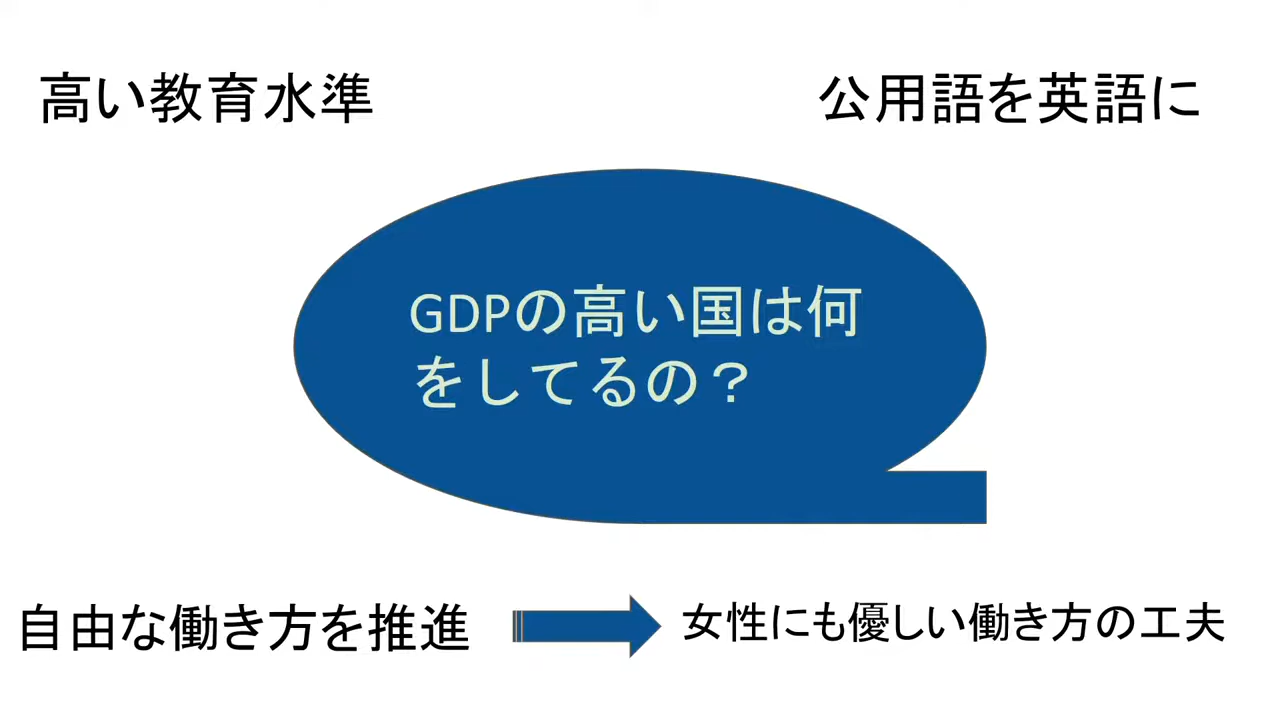 高い教育水準
公用語を英語に
GDPの高い国は何
をしてるの？
自由な働き方を推進
女性にも優しい働き方の工夫